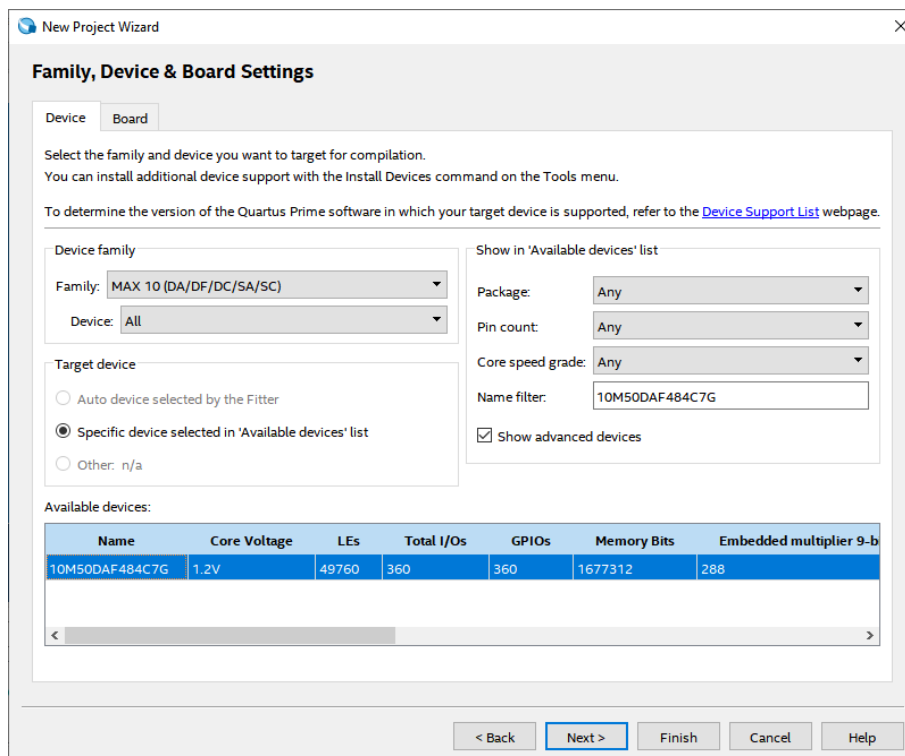 New Project Wizard
Family, Device & Board Settings
Device Board
Select the family and device you want to target for compilation.
You can install additional device support with the Install Devices command on the Tools menu.
To determine the version of the Quartus Prime software in which your target device is supported, refer to the Device Support List webpage.
Device family
Family: MAX 10 (DA/DF/DC/SA/SC)
Device: All
Show in 'Available devices' list
Package: Any
Pin count: Any
Core speed grade: Any
Name filter: 10M50DAF484C7G
Show advanced devices
Target device
Auto device selected by the Fitter
Specific device selected in 'Available devices' list
Other: n/a
Available devices:
Name Core Voltage LEs Total I/Os GPIOs Memory Bits Embedded multiplier 9-b
10M50DAF484C7G 1.2V 49760 360 360 1677312 288
< Back Next > Finish Cancel Help